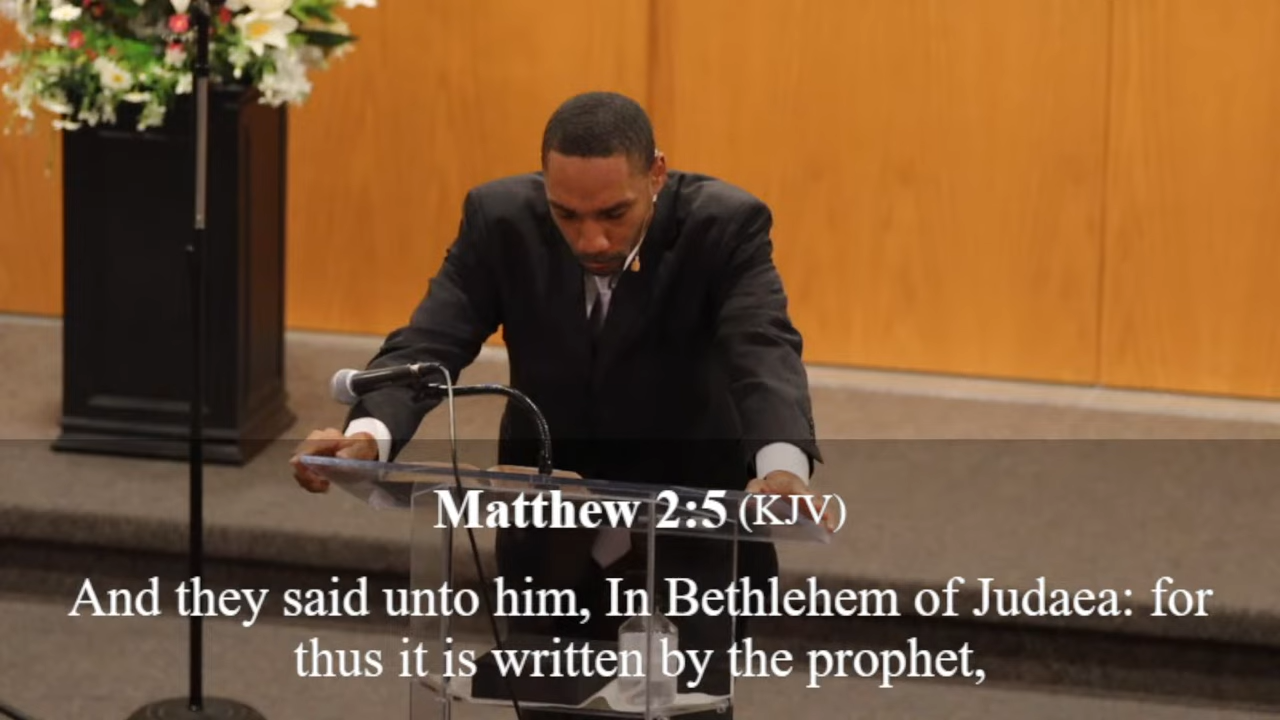 Matthew 2:5 (KJV)
And they said unto him, In Bethlehem of Judaea: for
thus it is written by the prophet,